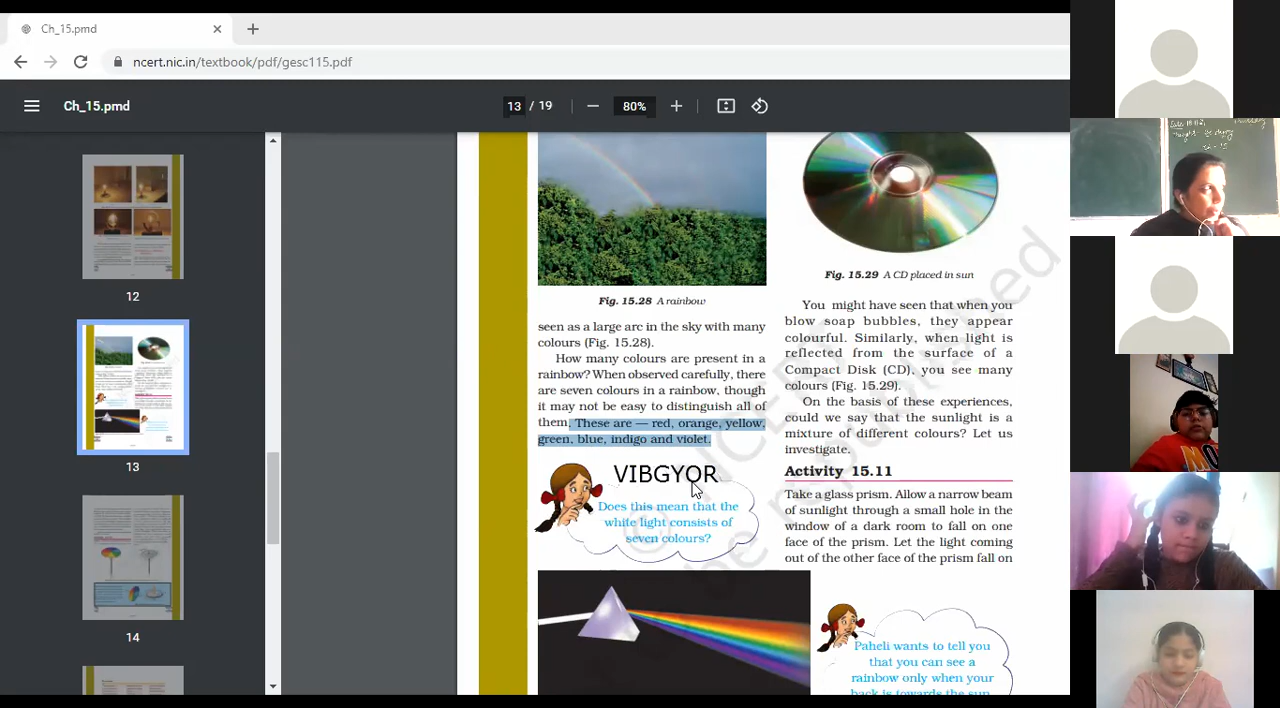 Ch_15.pmd
ncert.nic.in/textbook/pdf/gesc115.pdf
Ch_15.pmd
13 / 19
80%
12
13
14
Fig. 15.28 A rainbow
seen as a large arc in the sky with many
colours (Fig. 15.28).
How many colours are present in a
rainbow? When observed carefully, there
are seven colours in a rainbow, though
it may not be easy to distinguish all of
them. These are — red, orange, yellow,
green, blue, indigo and violet.
VIBGYOR
Does this mean that the
white light consists of
seven colours?
Fig. 15.29 A CD placed in sun
You might have seen that when you
blow soap bubbles, they appear
colourful. Similarly, when light is
reflected from the surface of a
Compact Disk (CD), you see many
colours (Fig. 15.29).
On the basis of these experiences,
could we say that the sunlight is a
mixture of different colours? Let us
investigate.
Activity 15.11
Take a glass prism. Allow a narrow beam
of sunlight through a small hole in the
window of a dark room to fall on one
face of the prism. Let the light coming
out of the other face of the prism fall on
Paheli wants to tell you
that you can see a
rainbow only when your
back is towards the sun